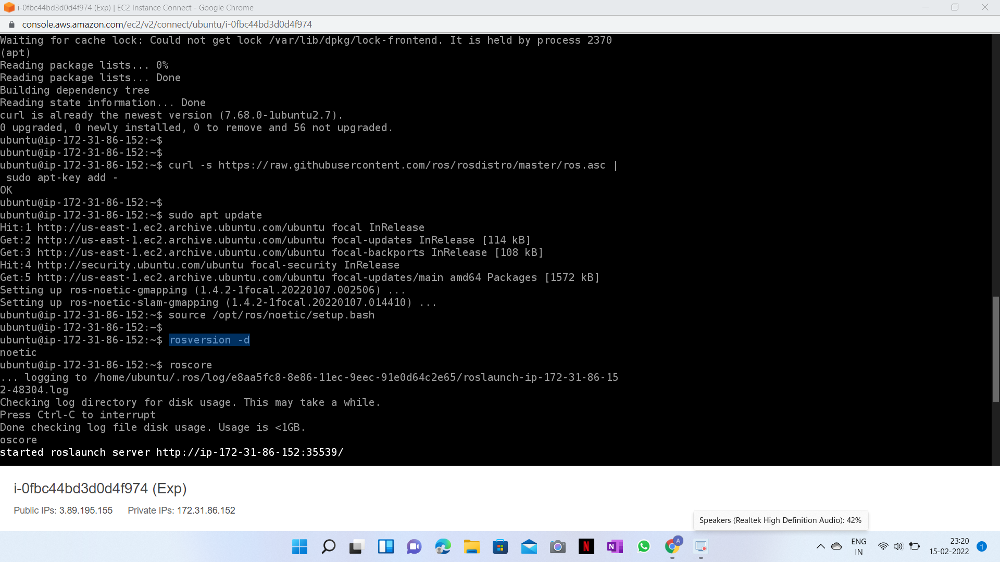 i-0fbc44bd3d0d4f974 (Exp) | EC2 Instance Connect - Google Chrome
console.aws.amazon.com/ec2/v2/connect/ubuntu/i-0fbc44bd3d0d4f974
Waiting for cache lock: Could not get lock /var/lib/dpkg/lock-frontend. It is held by process 2370
(apt)
Reading package lists... 0%
Reading package lists... Done
Building dependency tree
Reading state information... Done
curl is already the newest version (7.68.0-1ubuntu2.7).
0 upgraded, 0 newly installed, 0 to remove and 56 not upgraded.
ubuntu@ip-172-31-86-152:~$
ubuntu@ip-172-31-86-152:~$
ubuntu@ip-172-31-86-152:~$ curl -s https://raw.githubusercontent.com/ros/rosdistro/master/ros.asc |
 sudo apt-key add -
OK
ubuntu@ip-172-31-86-152:~$
ubuntu@ip-172-31-86-152:~$ sudo apt update
Hit:1 http://us-east-1.ec2.archive.ubuntu.com/ubuntu focal InRelease
Get:2 http://us-east-1.ec2.archive.ubuntu.com/ubuntu focal-updates InRelease [114 kB]
Get:3 http://us-east-1.ec2.archive.ubuntu.com/ubuntu focal-backports InRelease [108 kB]
Hit:4 http://security.ubuntu.com/ubuntu focal-security InRelease
Get:5 http://us-east-1.ec2.archive.ubuntu.com/ubuntu focal-updates/main amd64 Packages [1572 kB]
Setting up ros-noetic-gmapping (1.4.2-1focal.20220107.002506) ...
Setting up ros-noetic-slam-gmapping (1.4.2-1focal.20220107.014410) ...
ubuntu@ip-172-31-86-152:~$ source /opt/ros/noetic/setup.bash
ubuntu@ip-172-31-86-152:~$
ubuntu@ip-172-31-86-152:~$ rosversion -d
noetic
ubuntu@ip-172-31-86-152:~$ roscore
... logging to /home/ubuntu/.ros/log/e8aa5fc8-8e86-11ec-9eec-91e0d64c2e65/roslaunch-ip-172-31-86-15
2-48304.log
Checking log directory for disk usage. This may take a while.
Press Ctrl-C to interrupt
Done checking log file disk usage. Usage is <1GB.
oscore
started roslaunch server http://ip-172-31-86-152:35539/
i-0fbc44bd3d0d4f974 (Exp)
Public IPs: 3.89.195.155 Private IPs: 172.31.86.152
Speakers (Realtek High Definition Audio): 42%
N
N
A
ENG
IN
23:20
15-02-2022
1